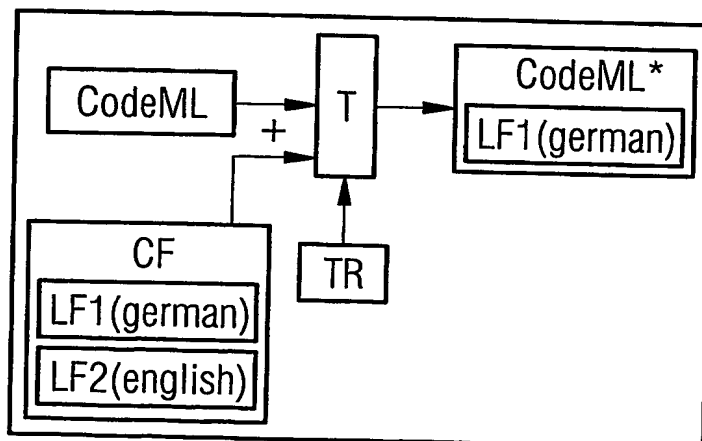 CodeML
+
T
CodeML*
LF1(german)
CF
LF1(german)
LF2(english)
TR